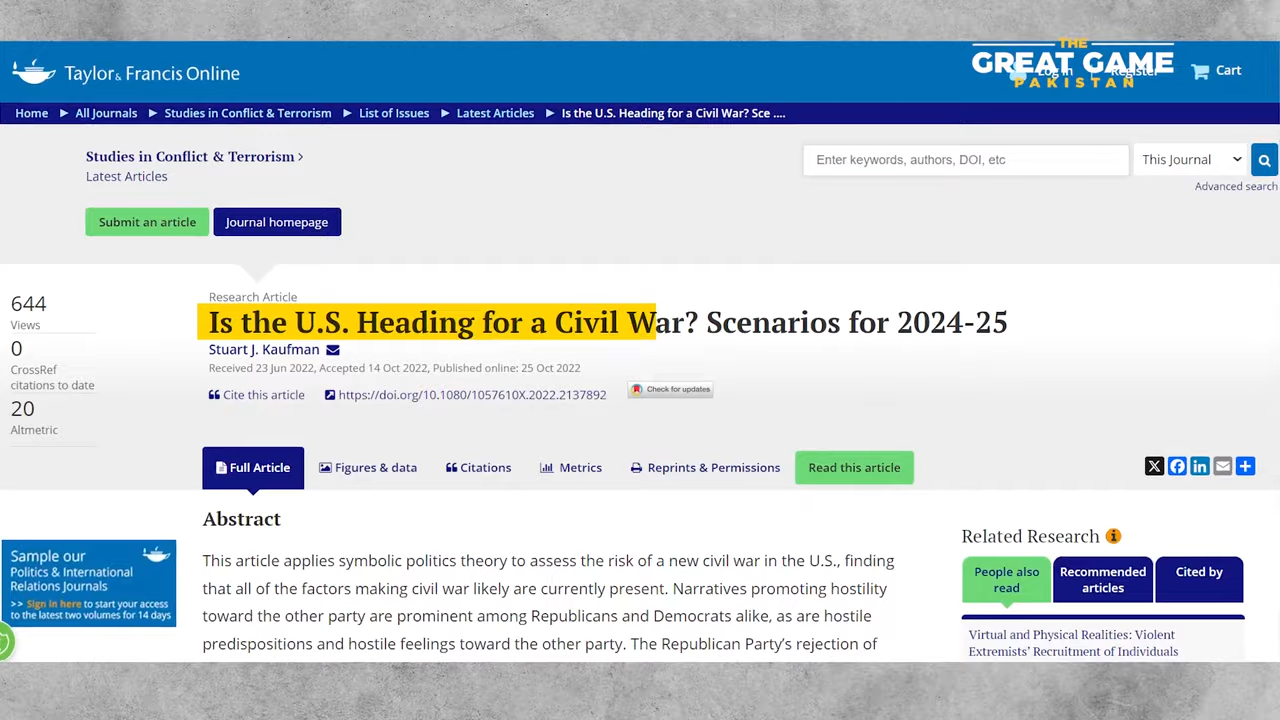 THE
GREAT GAME
PAKISTAN
Taylor & Francis Online
Log in
Register
Cart
Home ▶ All Journals ▶ Studies in Conflict & Terrorism ▶ List of Issues ▶ Latest Articles ▶ Is the U.S. Heading for a Civil War? Sce ....
Studies in Conflict & Terrorism >
Latest Articles
Enter keywords, authors, DOI, etc
This Journal
Advanced search
Submit an article
Journal homepage
644
Views
0
CrossRef
citations to date
20
Altmetric
Research Article
Is the U.S. Heading for a Civil War? Scenarios for 2024-25
Stuart J. Kaufman
Received 23 Jun 2022, Accepted 14 Oct 2022, Published online: 25 Oct 2022
Cite this article
https://doi.org/10.1080/1057610X.2022.2137892
Check for updates
Full Article
Figures & data
Citations
Metrics
Reprints & Permissions
Read this article
Abstract
This article applies symbolic politics theory to assess the risk of a new civil war in the U.S., finding
that all of the factors making civil war likely are currently present. Narratives promoting hostility
toward the other party are prominent among Republicans and Democrats alike, as are hostile
predispositions and hostile feelings toward the other party. The Republican Party's rejection of
Sample our
Politics & International
Relations Journals
>> Sign in here to start your access
to the latest two volumes for 14 days
Related Research
People also
read
Recommended
articles
Cited by
Virtual and Physical Realities: Violent
Extremists' Recruitment of Individuals